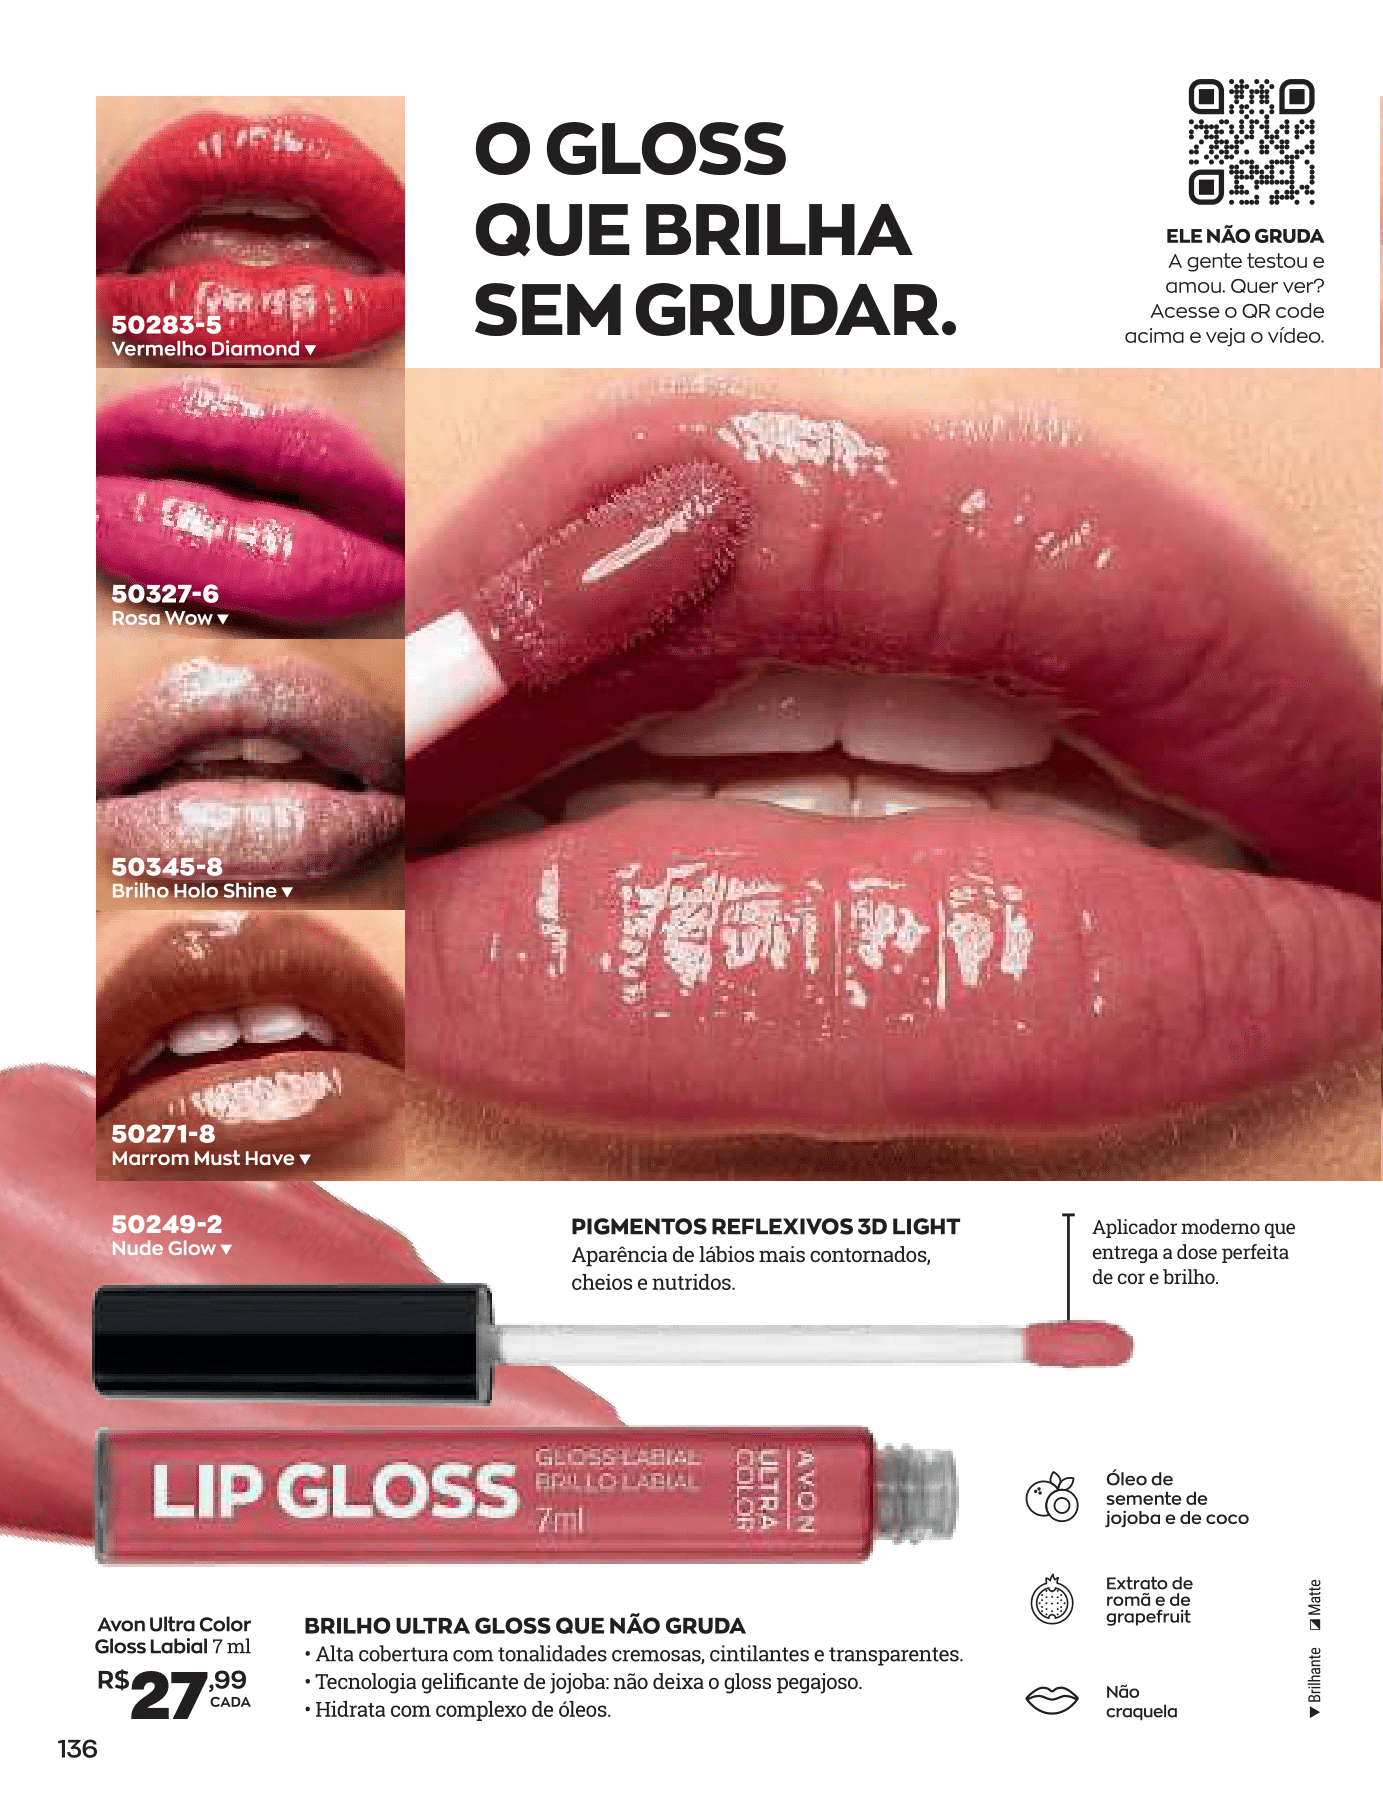 O GLOSS
QUE BRILHA
SEM GRUDAR.
ELE NÃO GRUDA
A gente testou e
amou. Quer ver?
Acesse o QR code
acima e veja o vídeo.
50283-5
Vermelho Diamond ▼
50327-6
Rosa Wow ▼
50345-8
Brilho Holo Shine ▼
50271-8
Marrom Must Have ▼
50249-2
Nude Glow ▼
PIGMENTOS REFLEXIVOS 3D LIGHT
Aparência de lábios mais contornados,
cheios e nutridos.
Aplicador moderno que
entrega a dose perfeita
de cor e brilho.
LIP GLOSS
GLOSS LABIAL
BRILLO LABIAL
7ml
AVON
ULTRA
COLOR
Óleo de
semente de
jojoba e de coco
Extrato de
romã e de
grapefruit
Não
craquela
▼ Brilhante ◪ Matte
Avon Ultra Color
Gloss Labial 7 ml
R$27,99
CADA
BRILHO ULTRA GLOSS QUE NÃO GRUDA
• Alta cobertura com tonalidades cremosas, cintilantes e transparentes.
• Tecnologia gelificante de jojoba: não deixa o gloss pegajoso.
• Hidrata com complexo de óleos.
136